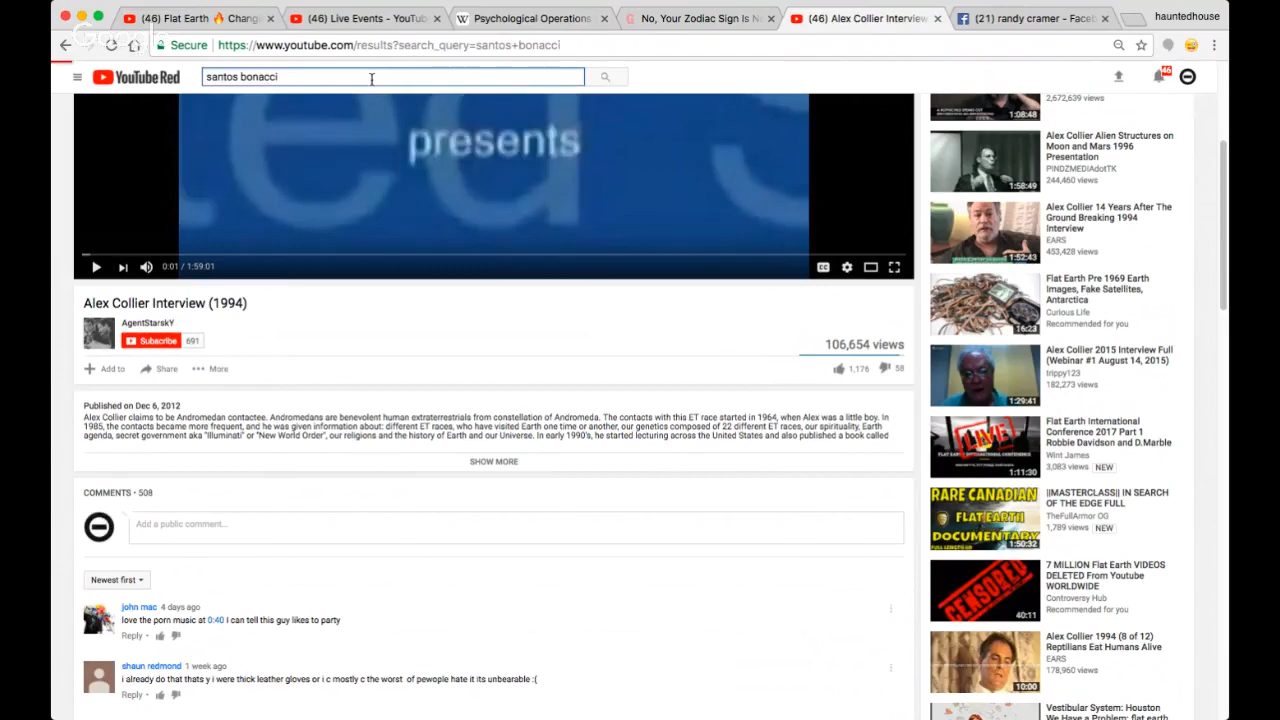 (46) Flat Earth 🔥 Chang
(46) Live Events - YouTub
Psychological Operations
No, Your Zodiac Sign Is N
(46) Alex Collier Interview
(21) randy cramer - Faceb
hauntedhouse
Google
Secure
https://www.youtube.com/results?search_query=santos+bonacci
YouTube Red
santos bonacci
46
presents
0:01 / 1:59:01
CC
Alex Collier Interview (1994)
AgentStarskY
Subscribe 691
106,654 views
Add to
Share
More
1,176
58
Published on Dec 6, 2012
Alex Collier claims to be Andromedan contactee. Andromedans are benevolent human extraterrestrials from constellation of Andromeda. The contacts with this ET race started in 1964, when Alex was a little boy. In
1985, the contacts became more frequent, and he was given information about: different ET races, who have visited Earth one time or another, our genetics composed of 22 different ET races, our spirituality, Earth
agenda, secret government aka "Illuminati" or "New World Order", our religions and the history of Earth and our Universe. In early 1990's, he started lecturing across the United States and also published a book called
SHOW MORE
COMMENTS • 508
Add a public comment...
Newest first
john mac 4 days ago
love the porn music at 0:40 I can tell this guy likes to party
Reply
shaun redmond 1 week ago
i already do that thats y i were thick leather gloves or i c mostly c the worst of pewople hate it its unbearable :(
Reply
2,672,639 views
1:08:48
Alex Collier Alien Structures on
Moon and Mars 1996
Presentation
PINDZMEDIAdotTK
244,460 views
1:58:49
Alex Collier 14 Years After The
Ground Breaking 1994
Interview
EARS
453,428 views
1:52:43
Flat Earth Pre 1969 Earth
Images, Fake Satellites,
Antarctica
Curious Life
Recommended for you
16:23
Alex Collier 2015 Interview Full
(Webinar #1 August 14, 2015)
trippy123
182,273 views
1:29:41
Flat Earth International
Conference 2017 Part 1
Robbie Davidson and D.Marble
Wint James
3,083 views NEW
LIVE
1:11:30
||MASTERCLASS|| IN SEARCH
OF THE EDGE FULL
TheFullArmor OG
1,789 views NEW
RARE CANADIAN
FLAT EARTH
DOCUMENTARY
1:50:32
7 MILLION Flat Earth VIDEOS
DELETED From Youtube
WORLDWIDE
Controversy Hub
Recommended for you
CENSORED
40:11
Alex Collier 1994 (8 of 12)
Reptilians Eat Humans Alive
EARS
178,960 views
10:00
Vestibular System: Houston
We Have a Problem: flat earth